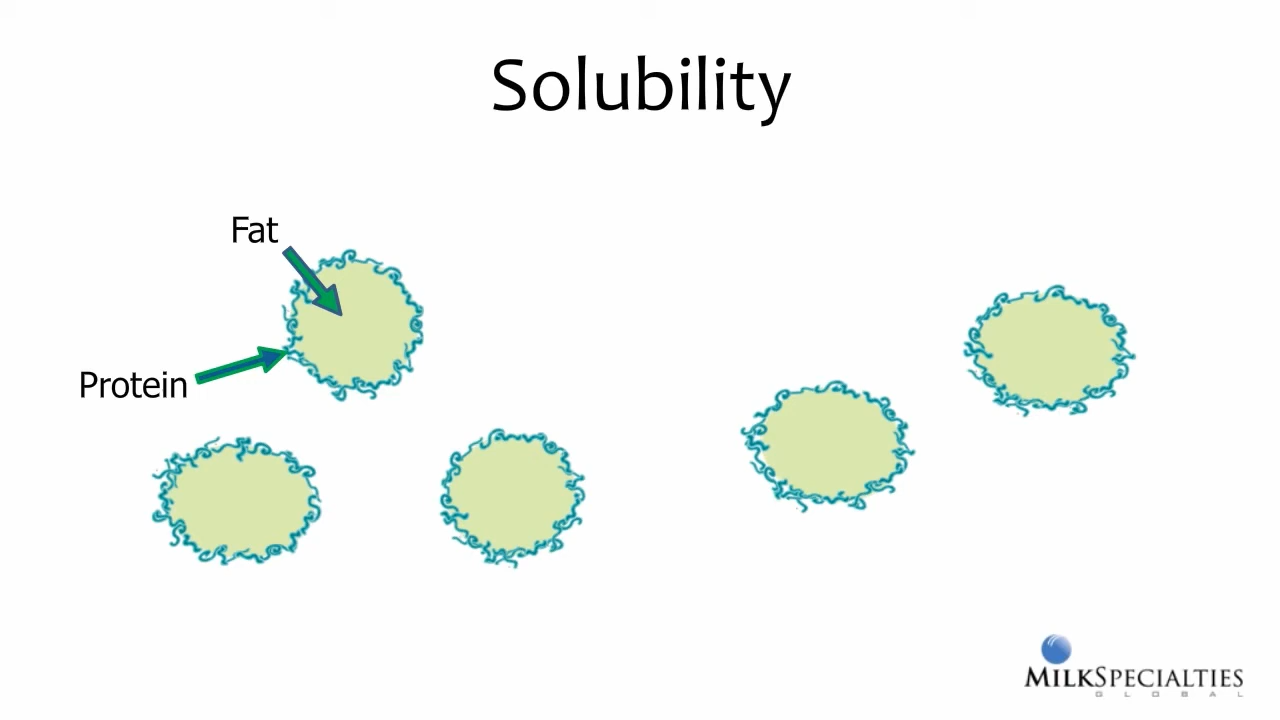 Solubility
Fat
Protein
MILKSPECIALTIES
GLOBAL